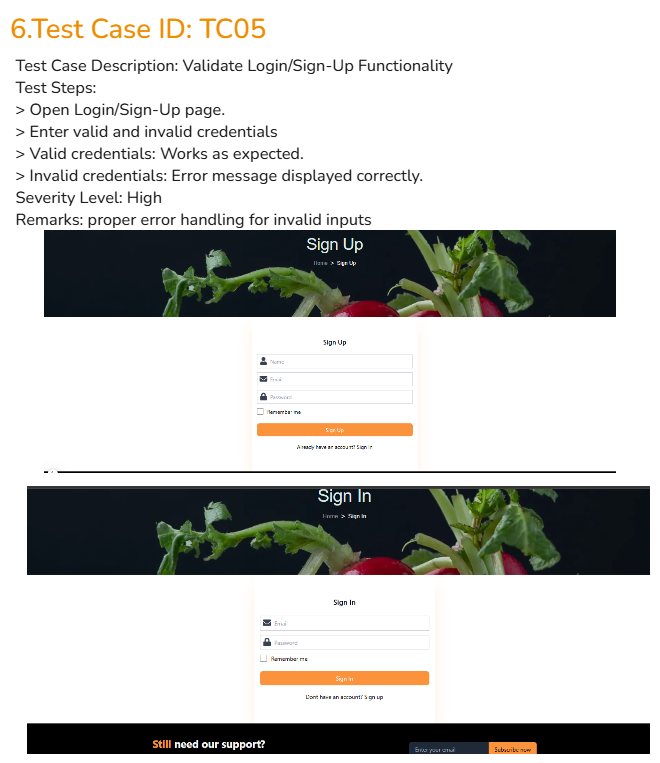 6.Test Case ID: TC05
Test Case Description: Validate Login/Sign-Up Functionality
Test Steps:
> Open Login/Sign-Up page.
> Enter valid and invalid credentials
> Valid credentials: Works as expected.
> Invalid credentials: Error message displayed correctly.
Severity Level: High
Remarks: proper error handling for invalid inputs
Sign Up
Home > Sign Up
Sign Up
Name
Email
Password
Remember me
Sign Up
Already have an account? Sign In
Sign In
Home > Sign In
Sign In
Email
Password
Remember me
Sign In
Dont have an account? Sign up
Still need our support?
Enter your email
Subscribe now